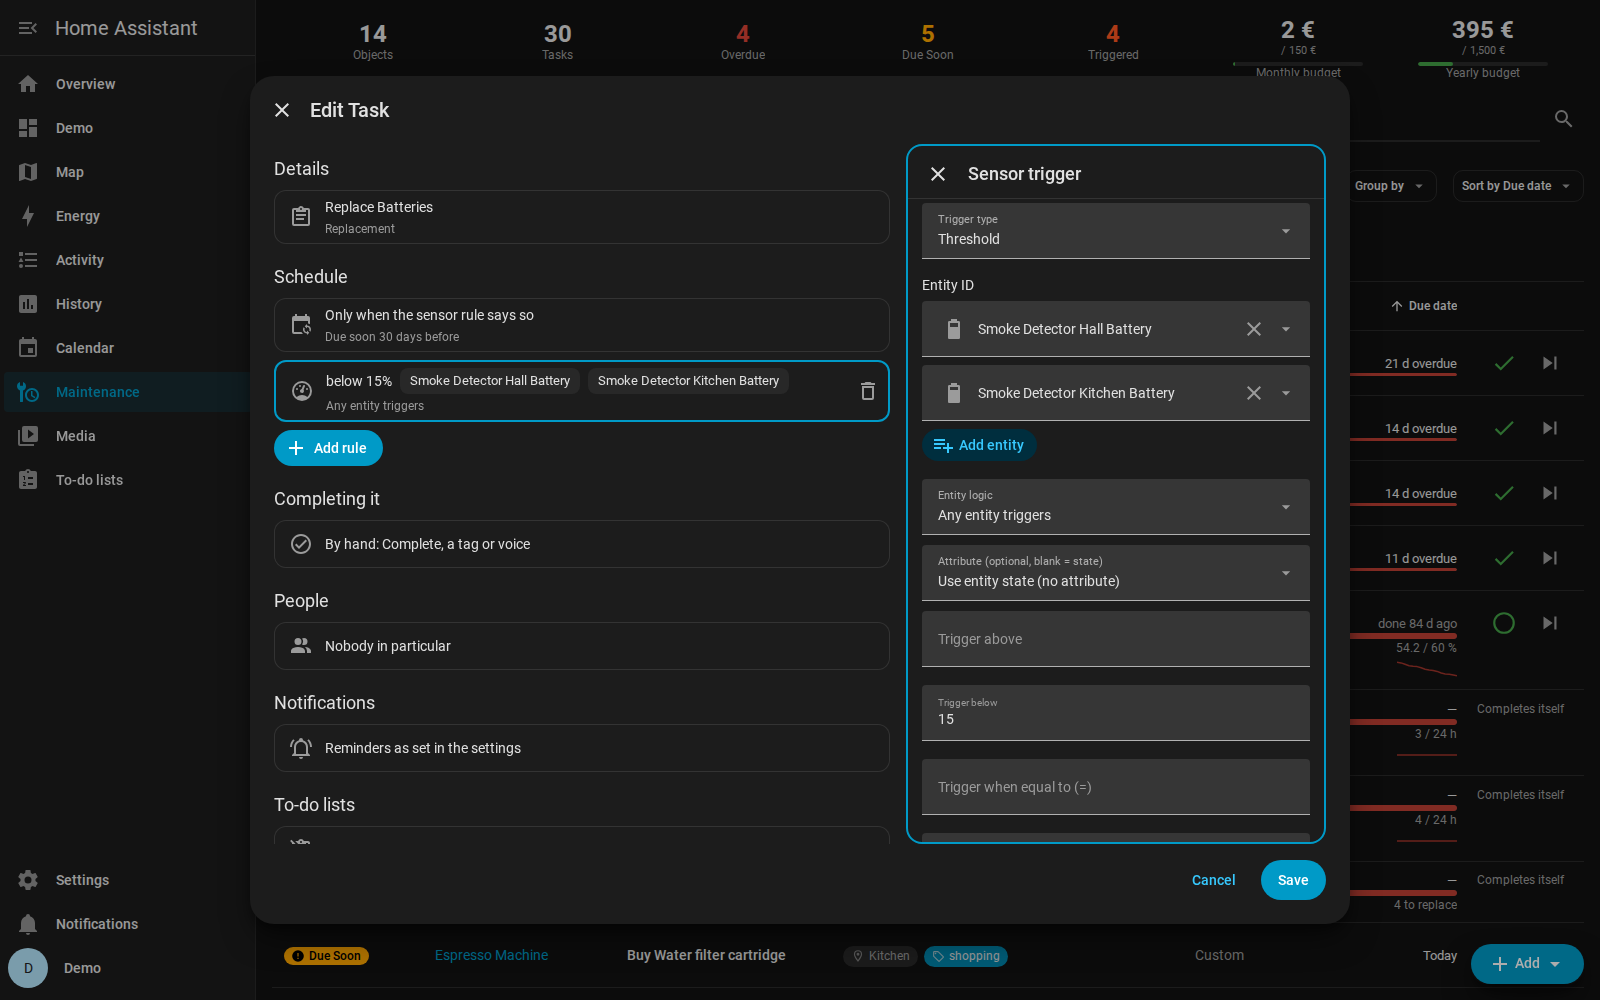 Home Assistant
Overview
Demo
Map
Energy
Activity
History
Calendar
Maintenance
Media
To-do lists
Settings
Notifications
D Demo
14
Objects
30
Tasks
4
Overdue
5
Due Soon
4
Triggered
2 €
/ 150 €
Monthly budget
395 €
/ 1,500 €
Yearly budget
Edit Task
Details
Replace Batteries
Replacement
Schedule
Only when the sensor rule says so
Due soon 30 days before
below 15% Smoke Detector Hall Battery Smoke Detector Kitchen Battery
Any entity triggers
Add rule
Completing it
By hand: Complete, a tag or voice
People
Nobody in particular
Notifications
Reminders as set in the settings
To-do lists
Sensor trigger
Trigger type
Threshold
Entity ID
Smoke Detector Hall Battery
Smoke Detector Kitchen Battery
Add entity
Entity logic
Any entity triggers
Attribute (optional, blank = state)
Use entity state (no attribute)
Trigger above
Trigger below
15
Trigger when equal to (=)
Cancel
Save
Group by
Sort by Due date
Due date
21 d overdue
14 d overdue
14 d overdue
11 d overdue
done 84 d ago
54.2 / 60 %
– Completes itself
3 / 24 h
– Completes itself
4 / 24 h
– Completes itself
4 to replace
Due Soon Espresso Machine Buy Water filter cartridge Kitchen shopping Custom Today
Add